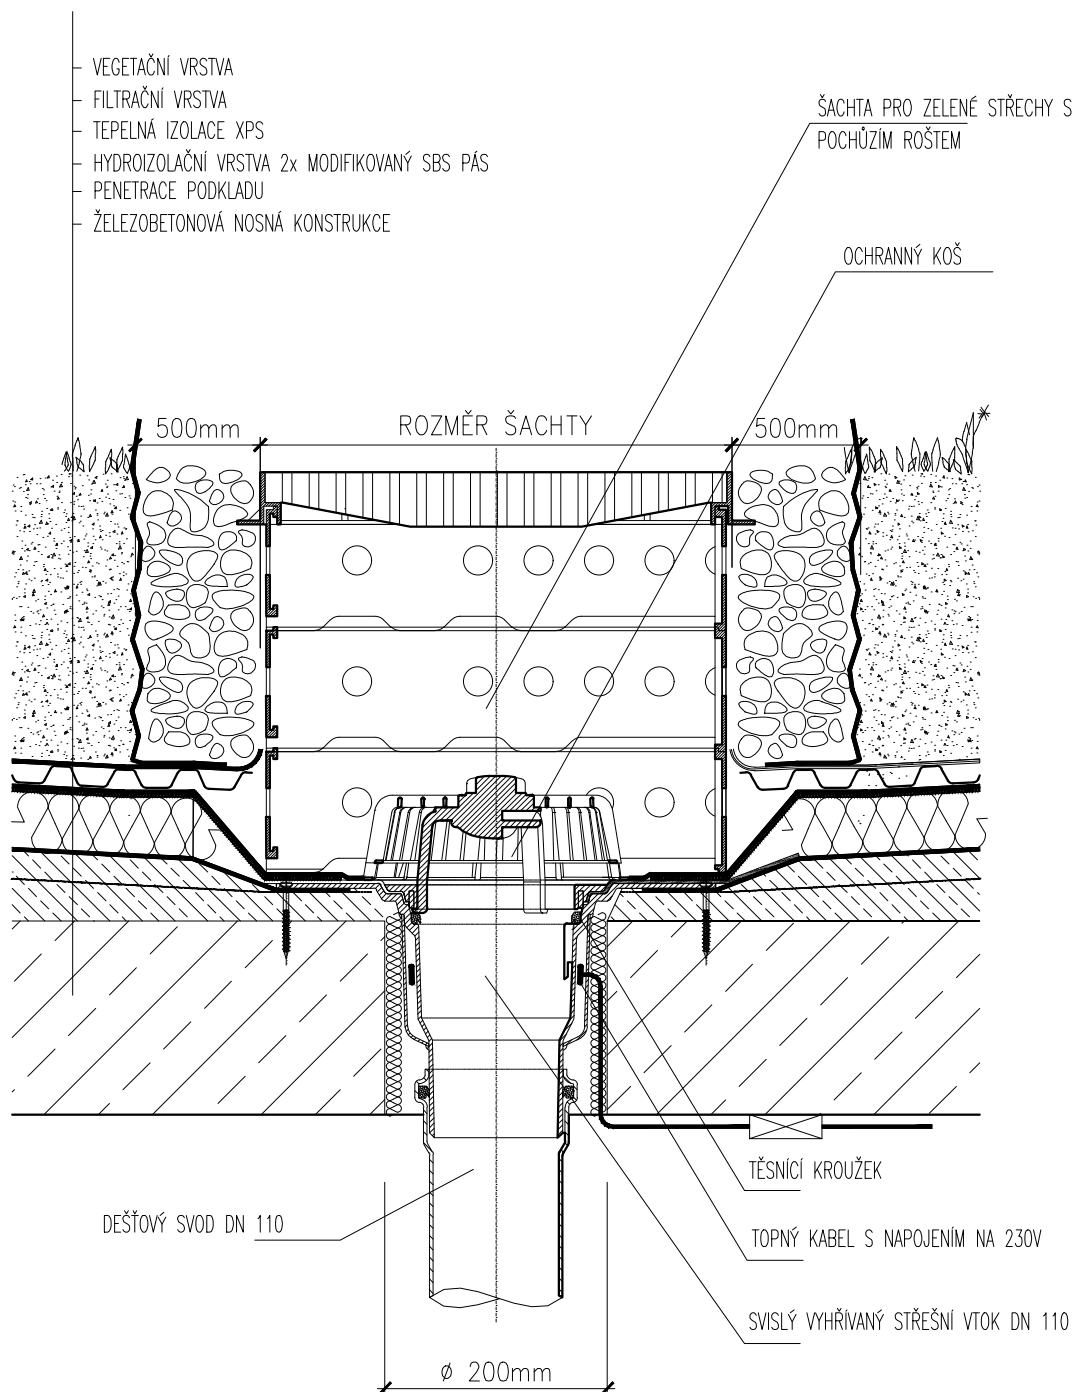 VEGETAČNÍ VRSTVA
FILTRAČNÍ VRSTVA
TEPELNÁ IZOLACE XPS
HYDROIZOLAČNÍ VRSTVA 2x MODIFIKOVANÝ SBS PÁS
PENETRACE PODKLADU
ŽELEZOBETONOVÁ NOSNÁ KONSTRUKCE
ŠACHTA PRO ZELENÉ STŘECHY S
POCHŮZÍM ROŠTEM
OCHRANNÝ KOŠ
500mm
ROZMĚR ŠACHTY
500mm
TĚSNÍCÍ KROUŽEK
DEŠŤOVÝ SVOD DN 110
TOPNÝ KABEL S NAPOJENÍM NA 230V
SVISLÝ VYHŘÍVANÝ STŘEŠNÍ VTOK DN 110
ø 200mm